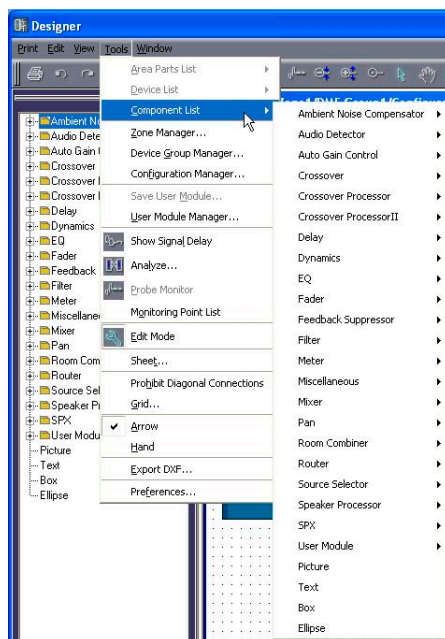 Designer
Print Edit View Tools Window
Area Parts List
Device List
Component List
Zone Manager...
Device Group Manager...
Configuration Manager...
Save User Module...
User Module Manager...
Show Signal Delay
Analyze...
Probe Monitor
Monitoring Point List
Edit Mode
Sheet...
Prohibit Diagonal Connections
Grid...
Arrow
Hand
Export DXF...
Preferences...
Ambient No
Audio Dete
Auto Gain
Crossover
Crossover
Crossover
Delay
Dynamics
EQ
Fader
Feedback
Filter
Meter
Miscellane
Mixer
Pan
Room Com
Router
Source Sel
Speaker Pr
SPX
User Modu
Picture
Text
Box
Ellipse
Ambient Noise Compensator
Audio Detector
Auto Gain Control
Crossover
Crossover Processor
Crossover ProcessorII
Delay
Dynamics
EQ
Fader
Feedback Suppressor
Filter
Meter
Miscellaneous
Mixer
Pan
Room Combiner
Router
Source Selector
Speaker Processor
SPX
User Module
Picture
Text
Box
Ellipse